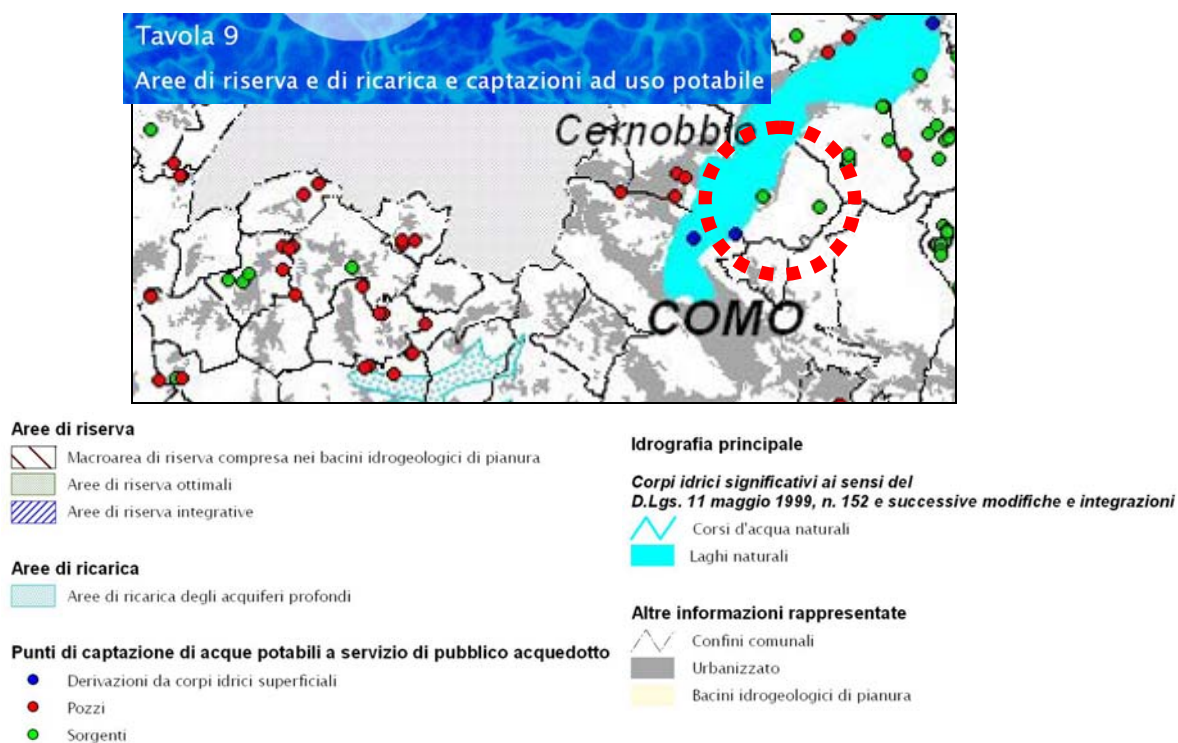 Tavola 9
Aree di riserva e di ricarica e captazioni ad uso potabile
Cernobbio
COMO
Aree di riserva
Macroarea di riserva compresa nei bacini idrogeologici di pianura
Aree di riserva ottimali
Aree di riserva integrative
Aree di ricarica
Aree di ricarica degli acquiferi profondi
Punti di captazione di acque potabili a servizio di pubblico acquedotto
Derivazioni da corpi idrici superficiali
Pozzi
Sorgenti
Idrografia principale
Corpi idrici significativi ai sensi del
D.Lgs. 11 maggio 1999, n. 152 e successive modifiche e integrazioni
Corsi d'acqua naturali
Laghi naturali
Altre informazioni rappresentate
Confini comunali
Urbanizzato
Bacini idrogeologici di pianura